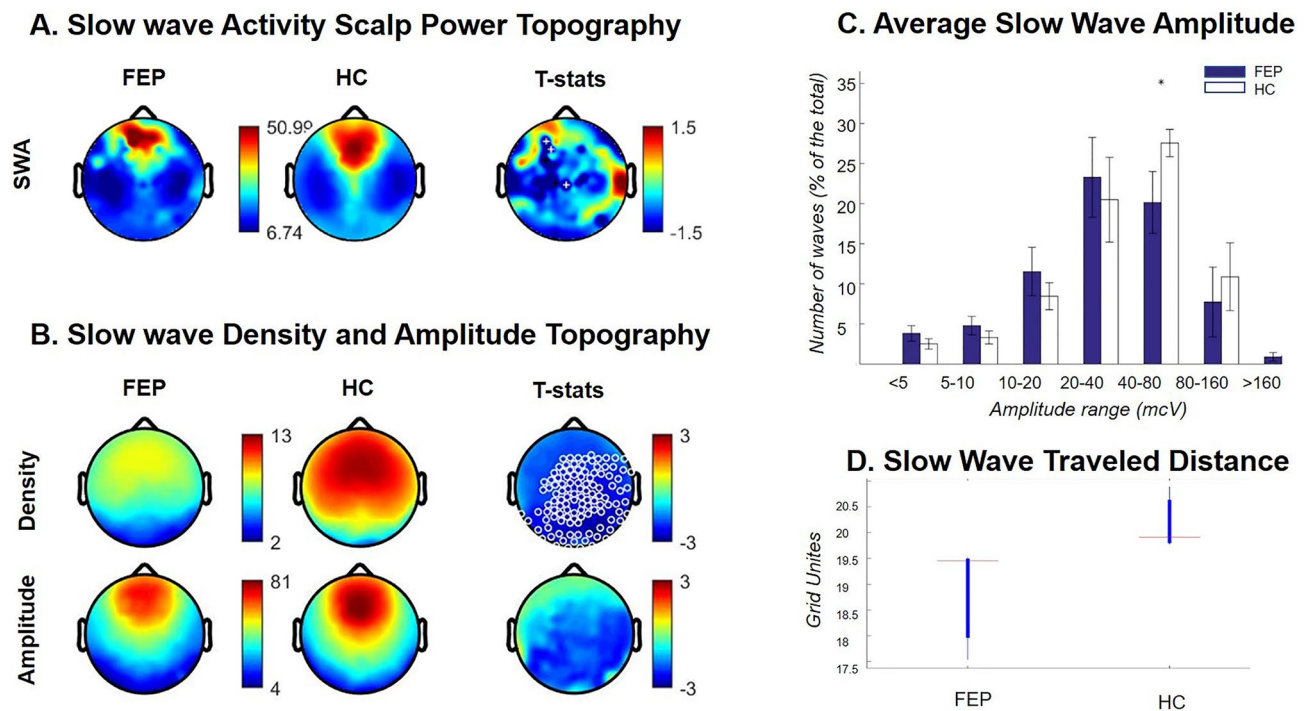 A. Slow wave Activity Scalp Power Topography
FEP HC T-stats
SWA
50.99
6.74
1.5
-1.5
B. Slow wave Density and Amplitude Topography
FEP HC T-stats
Density
13
2
3
-3
Amplitude
81
4
3
-3
C. Average Slow Wave Amplitude
FEP
HC
*
Number of waves (% of the total)
35
30
25
20
15
10
5
<5 5-10 10-20 20-40 40-80 80-160 >160
Amplitude range (mcV)
D. Slow Wave Traveled Distance
Grid Unites
20.5
20
19.5
19
18.5
18
17.5
FEP HC